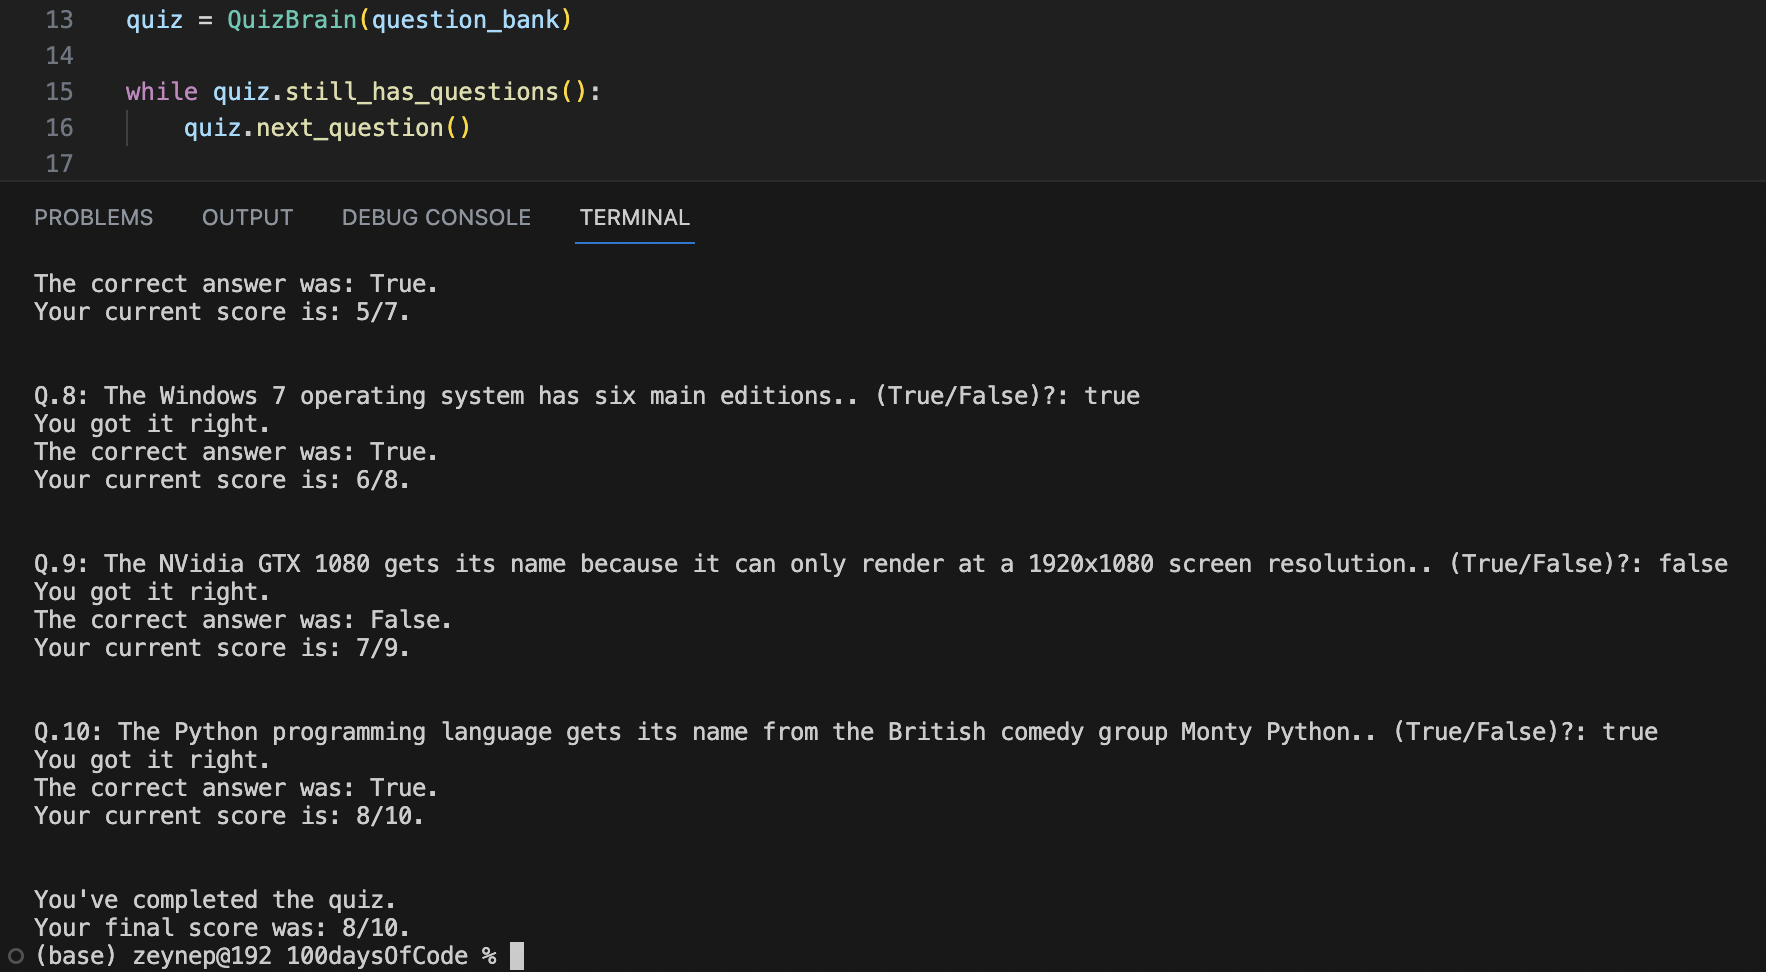 13 quiz = QuizBrain(question_bank)
14
15 while quiz.still_has_questions():
16 quiz.next_question()
17
PROBLEMS OUTPUT DEBUG CONSOLE TERMINAL
The correct answer was: True.
Your current score is: 5/7.
Q.8: The Windows 7 operating system has six main editions.. (True/False)?: true
You got it right.
The correct answer was: True.
Your current score is: 6/8.
Q.9: The NVidia GTX 1080 gets its name because it can only render at a 1920x1080 screen resolution.. (True/False)?: false
You got it right.
The correct answer was: False.
Your current score is: 7/9.
Q.10: The Python programming language gets its name from the British comedy group Monty Python.. (True/False)?: true
You got it right.
The correct answer was: True.
Your current score is: 8/10.
You've completed the quiz.
Your final score was: 8/10.
(base) zeynep@192 100daysOfCode %